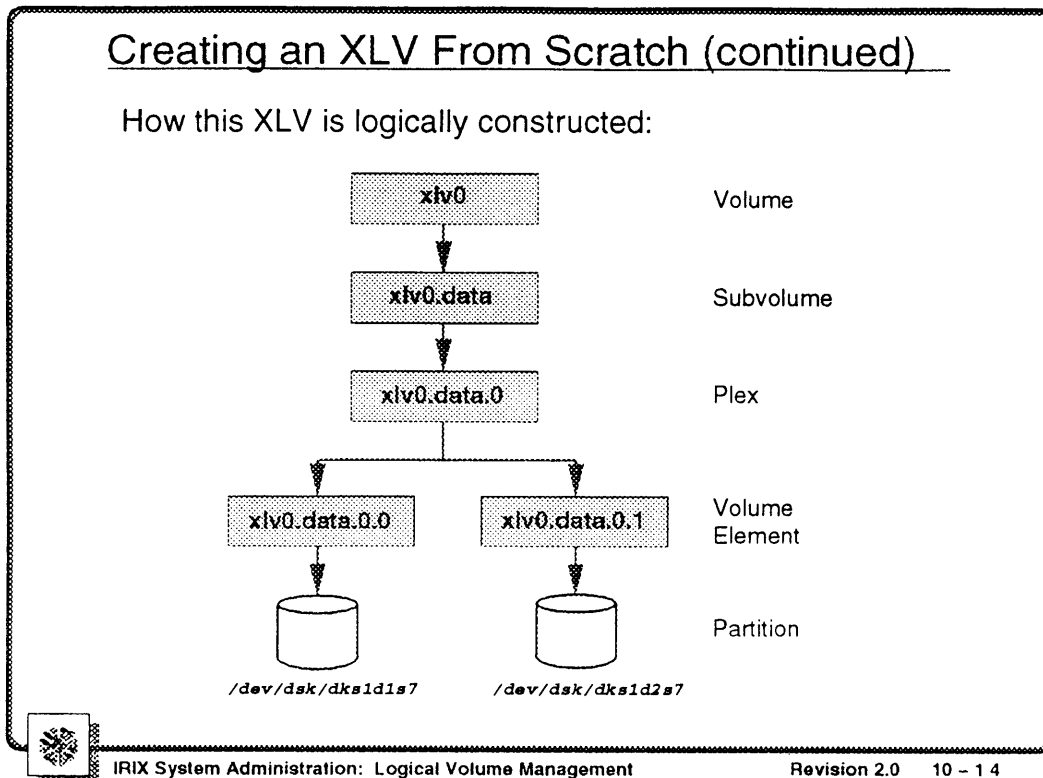 Creating an XLV From Scratch (continued)
How this XLV is logically constructed:
xlv0
Volume
xlv0.data
Subvolume
xlv0.data.0
Plex
xlv0.data.0.0
xlv0.data.0.1
Volume
Element
Partition
/dev/dsk/dks1d1s7
/dev/dsk/dks1d2s7
IRIX System Administration: Logical Volume Management
Revision 2.0 10 - 14